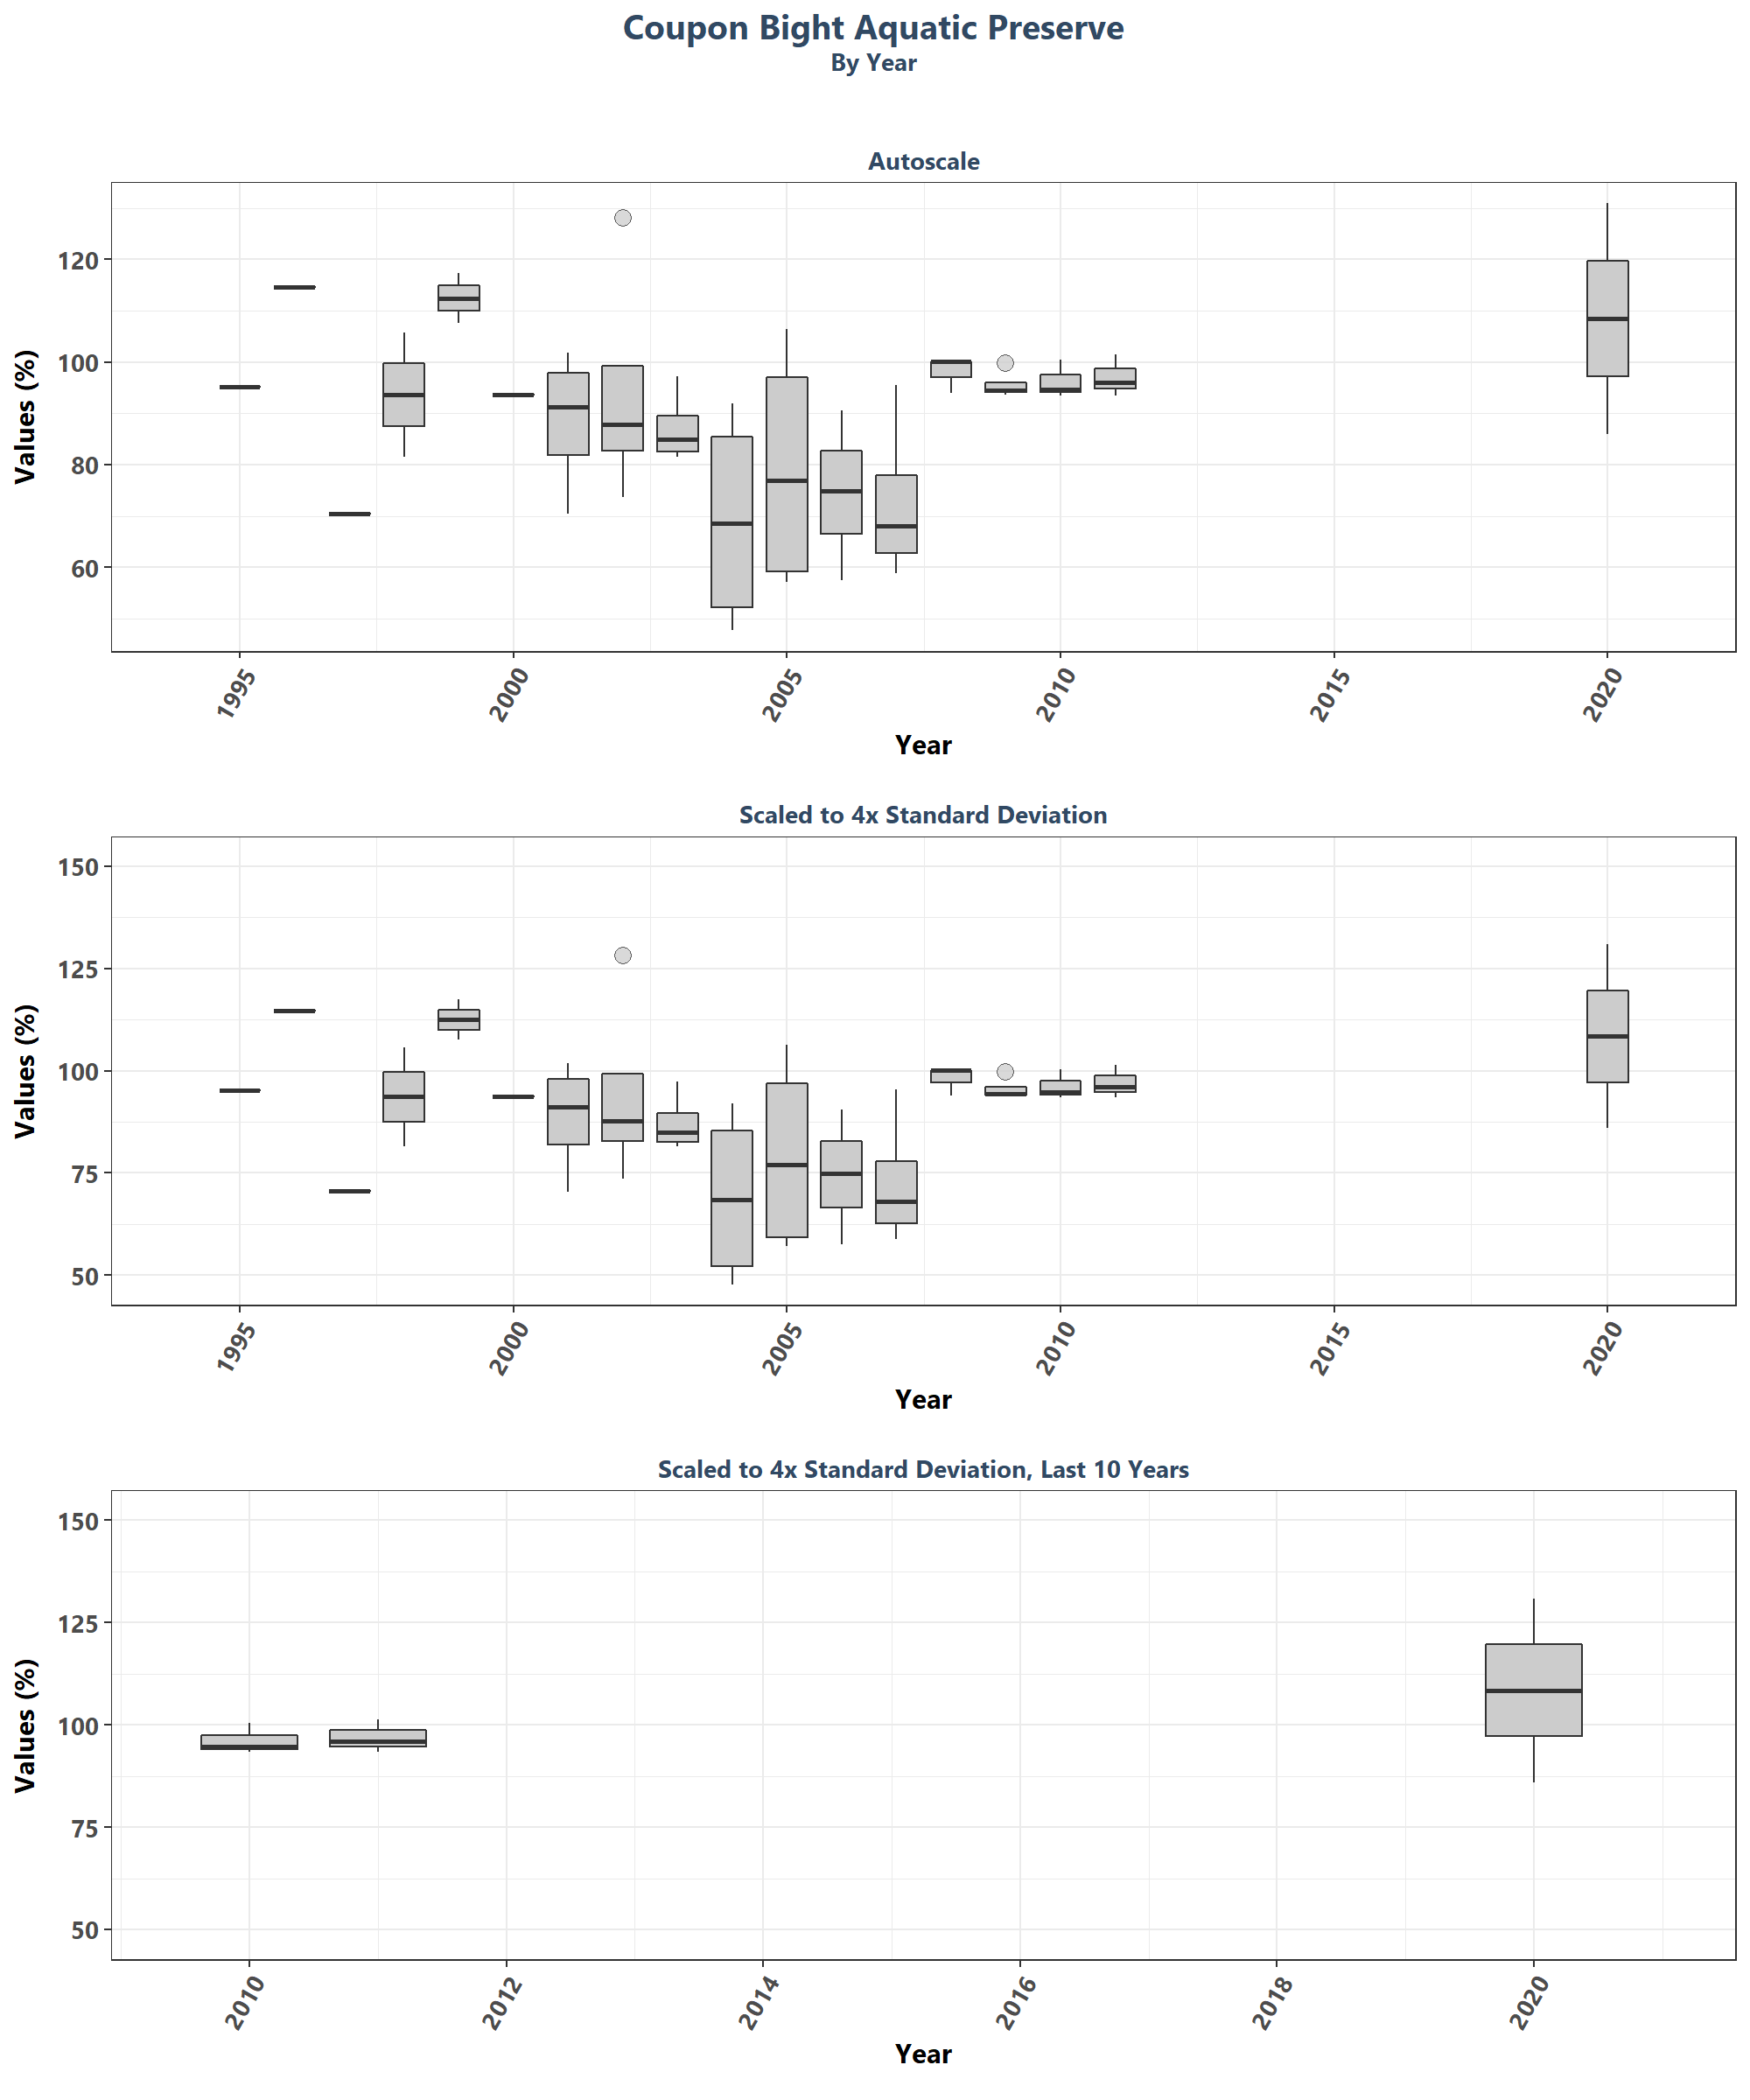 Coupon Bight Aquatic Preserve
By Year
Autoscale
Values (%)
120
100
80
60
1995 2000 2005 2010 2015 2020
Year
Scaled to 4x Standard Deviation
Values (%)
150
125
100
75
50
1995 2000 2005 2010 2015 2020
Year
Scaled to 4x Standard Deviation, Last 10 Years
Values (%)
150
125
100
75
50
2010 2012 2014 2016 2018 2020
Year